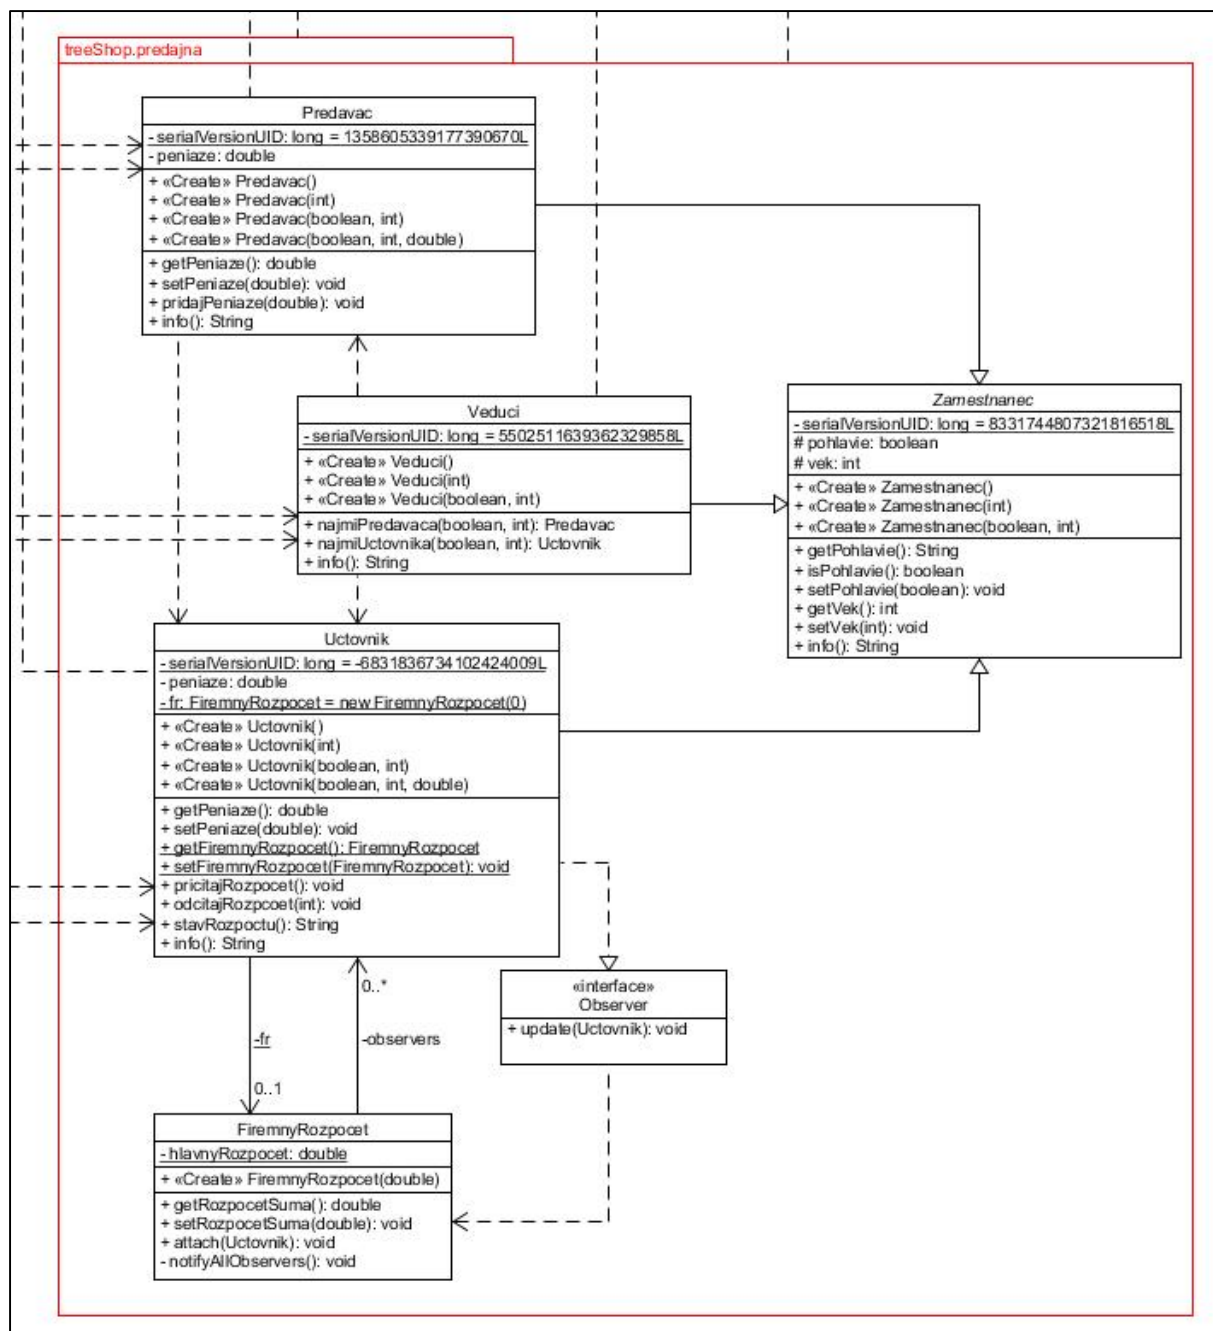 treeShop.predajna
Predavac
- serialVersionUID: long = 1358605339177390670L
- peniaze: double
+ «Create» Predavac()
+ «Create» Predavac(int)
+ «Create» Predavac(boolean, int)
+ «Create» Predavac(boolean, int, double)
+ getPeniaze(): double
+ setPeniaze(double): void
+ pridajPeniaze(double): void
+ info(): String
Veduci
- serialVersionUID: long = 5502511639362329858L
+ «Create» Veduci()
+ «Create» Veduci(int)
+ «Create» Veduci(boolean, int)
+ najmiPredavaca(boolean, int): Predavac
+ najmiUctovnika(boolean, int): Uctovnik
+ info(): String
Zamestnanec
- serialVersionUID: long = 8331744807321816518L
# pohlavie: boolean
# vek: int
+ «Create» Zamestnanec()
+ «Create» Zamestnanec(int)
+ «Create» Zamestnanec(boolean, int)
+ getPohlavie(): String
+ isPohlavie(): boolean
+ setPohlavie(boolean): void
+ getVek(): int
+ setVek(int): void
+ info(): String
Uctovnik
- serialVersionUID: long = -6831836734102424009L
- peniaze: double
- fr: FiremnyRozpocet = new FiremnyRozpocet(0)
+ «Create» Uctovnik()
+ «Create» Uctovnik(int)
+ «Create» Uctovnik(boolean, int)
+ «Create» Uctovnik(boolean, int, double)
+ getPeniaze(): double
+ setPeniaze(double): void
+ getFiremnyRozpocet(): FiremnyRozpocet
+ setFiremnyRozpocet(FiremnyRozpocet): void
+ pricitajRozpocet(): void
+ odcitajRozpcoet(int): void
+ stavRozpoctu(): String
+ info(): String
«interface»
Observer
+ update(Uctovnik): void
0..*
-fr
-observers
0..1
FiremnyRozpocet
- hlavnyRozpocet: double
+ «Create» FiremnyRozpocet(double)
+ getRozpocetSuma(): double
+ setRozpocetSuma(double): void
+ attach(Uctovnik): void
- notifyAllObservers(): void